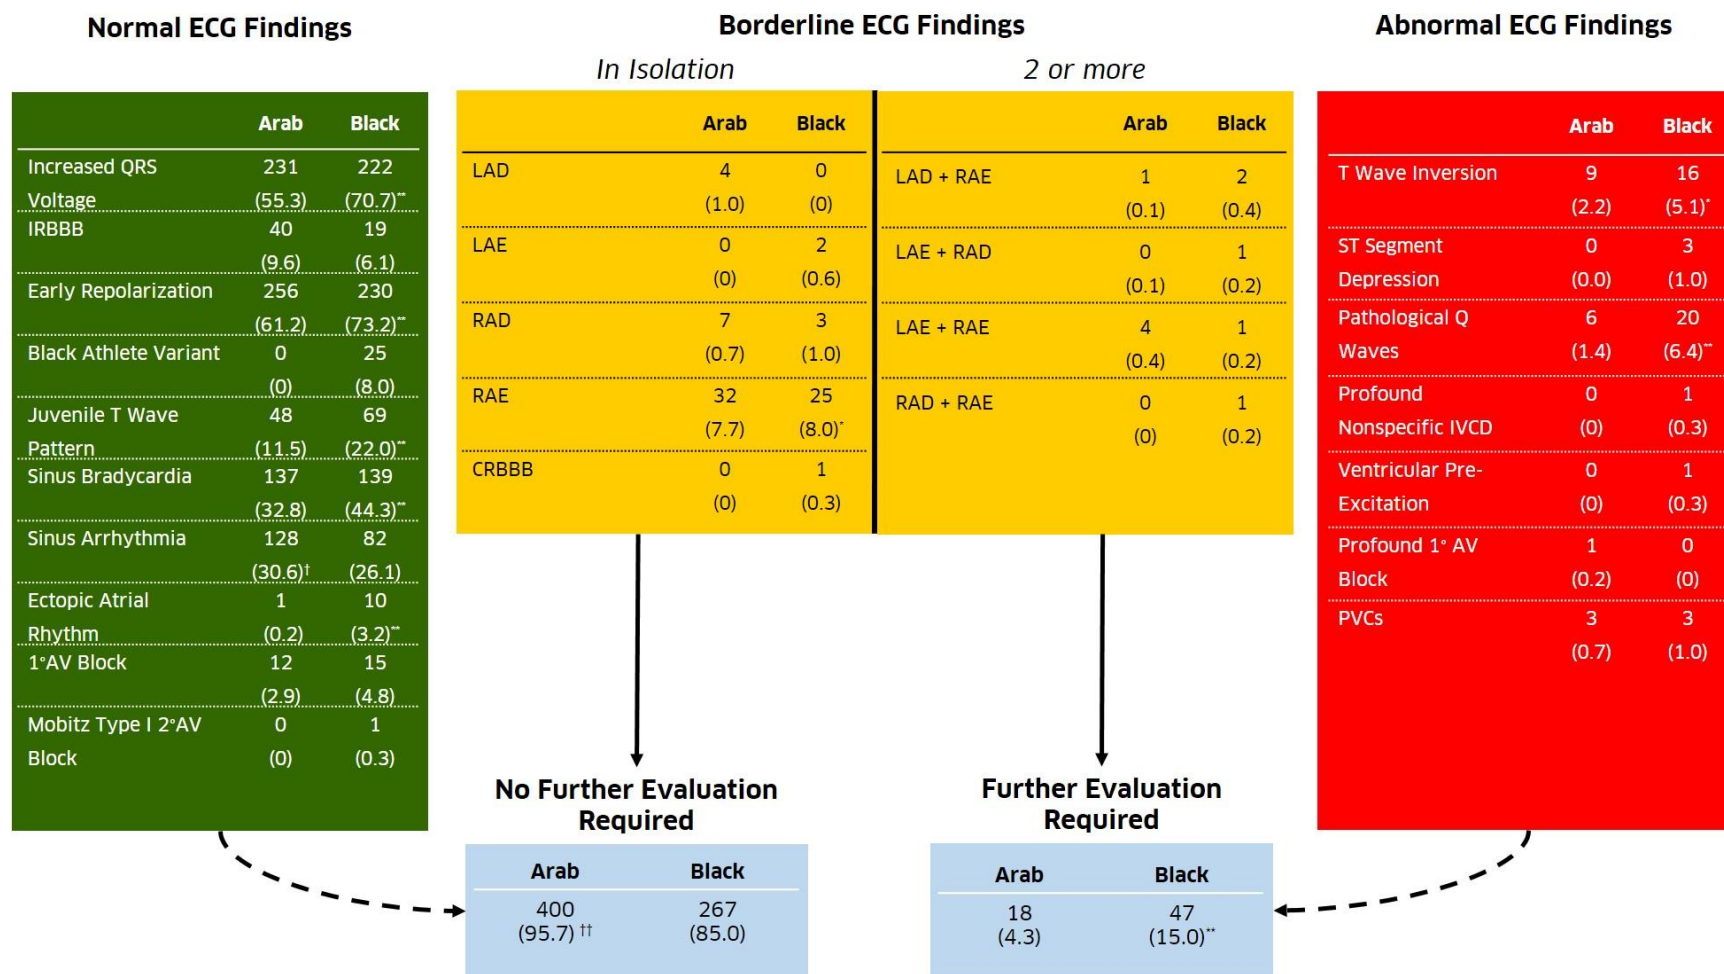 Normal ECG Findings
Borderline ECG Findings
Abnormal ECG Findings
In Isolation
2 or more
Arab Black
Increased QRS 231 222
Voltage (55.3) (70.7)**
IRBBB 40 19
(9.6) (6.1)
Early Repolarization 256 230
(61.2) (73.2)**
Black Athlete Variant 0 25
(0) (8.0)
Juvenile T Wave 48 69
Pattern (11.5) (22.0)**
Sinus Bradycardia 137 139
(32.8) (44.3)**
Sinus Arrhythmia 128 82
(30.6)† (26.1)
Ectopic Atrial 1 10
Rhythm (0.2) (3.2)**
1°AV Block 12 15
(2.9) (4.8)
Mobitz Type I 2°AV 0 1
Block (0) (0.3)
Arab Black
LAD 4 0
(1.0) (0)
LAE 0 2
(0) (0.6)
RAD 7 3
(0.7) (1.0)
RAE 32 25
(7.7) (8.0)*
CRBBB 0 1
(0) (0.3)
Arab Black
LAD + RAE 1 2
(0.1) (0.4)
LAE + RAD 0 1
(0.1) (0.2)
LAE + RAE 4 1
(0.4) (0.2)
RAD + RAE 0 1
(0) (0.2)
Arab Black
T Wave Inversion 9 16
(2.2) (5.1)*
ST Segment 0 3
Depression (0.0) (1.0)
Pathological Q 6 20
Waves (1.4) (6.4)**
Profound 0 1
Nonspecific IVCD (0) (0.3)
Ventricular Pre- 0 1
Excitation (0) (0.3)
Profound 1° AV 1 0
Block (0.2) (0)
PVCs 3 3
(0.7) (1.0)
No Further Evaluation
Required
Arab Black
400 267
(95.7) †† (85.0)
Further Evaluation
Required
Arab Black
18 47
(4.3) (15.0)**